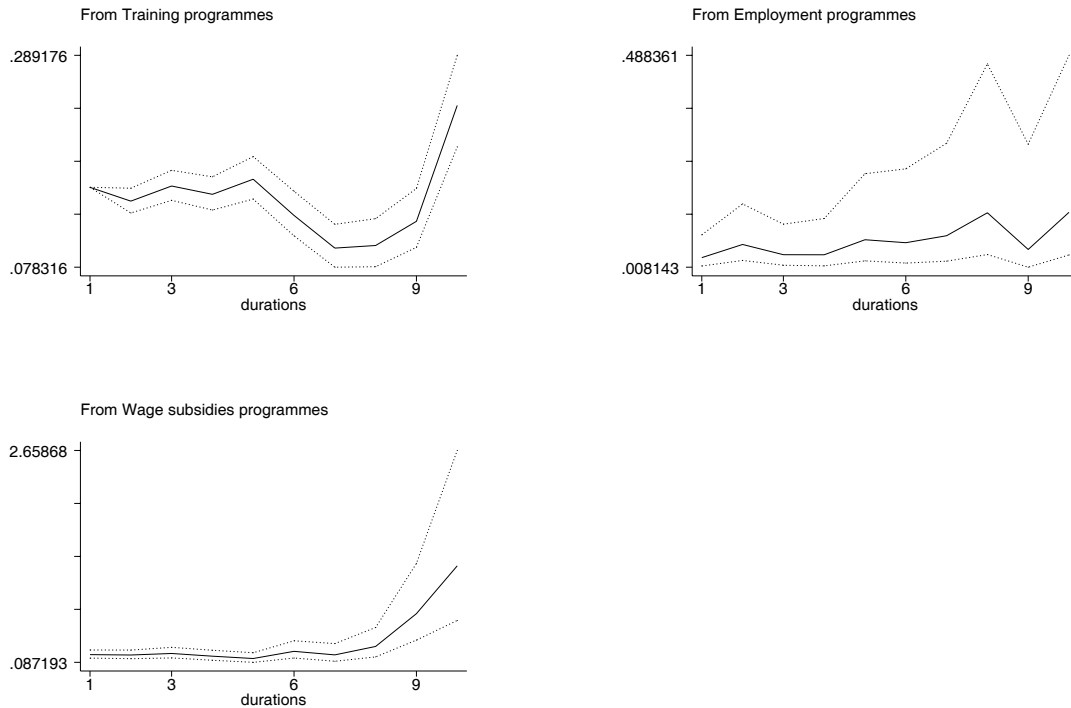 From Training programmes
.289176
.078316
1 3 6 9
durations
From Employment programmes
.488361
.008143
1 3 6 9
durations
From Wage subsidies programmes
2.65868
.087193
1 3 6 9
durations